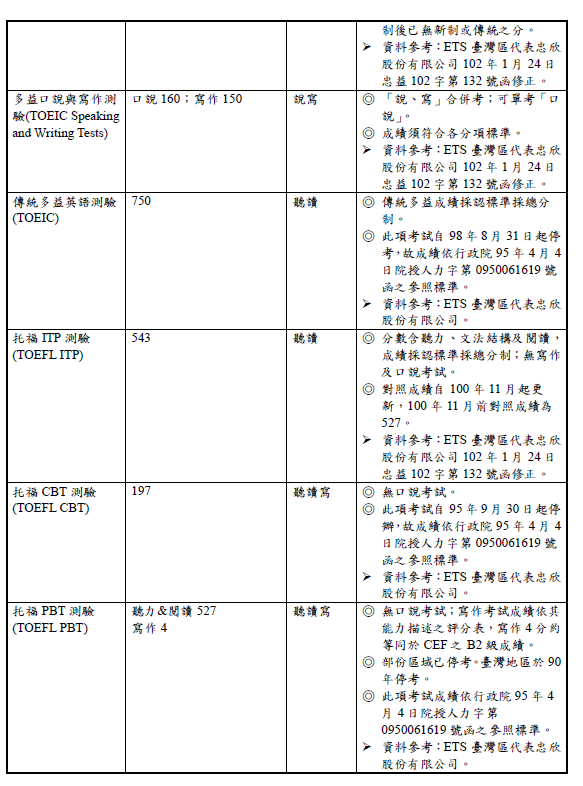 制後已無新制或傳統之分。
➢ 資料參考：ETS 臺灣區代表忠欣
股份有限公司 102 年 1 月 24 日
忠益 102 字第 132 號函修正。
多益口說與寫作測
驗(TOEIC Speaking
and Writing Tests)
口說 160；寫作 150
說寫
◎ 「說、寫」合併考；可單考「口
說」。
◎ 成績須符合各分項標準。
➢ 資料參考：ETS 臺灣區代表忠欣
股份有限公司 102 年 1 月 24 日
忠益 102 字第 132 號函修正。
傳統多益英語測驗
(TOEIC)
750
聽讀
◎ 傳統多益成績採認標準採總分
制。
◎ 此項考試自 98 年 8 月 31 日起停
考，故成績依行政院 95 年 4 月 4
日院授人力字第 0950061619 號
函之參照標準。
➢ 資料參考：ETS 臺灣區代表忠欣
股份有限公司。
托福 ITP 測驗
(TOEFL ITP)
543
聽讀
◎ 分數含聽力、文法結構及閱讀，
成績採認標準採總分制；無寫作
及口說考試。
◎ 對照成績自 100 年 11 月起更
新，100 年 11 月前對照成績為
527。
➢ 資料參考：ETS 臺灣區代表忠欣
股份有限公司 102 年 1 月 24 日
忠益 102 字第 132 號函修正。
托福 CBT 測驗
(TOEFL CBT)
197
聽讀寫
◎ 無口說考試。
◎ 此項考試自 95 年 9 月 30 日起停
辦，故成績依行政院 95 年 4 月 4
日院授人力字第 0950061619 號
函之參照標準。
➢ 資料參考：ETS 臺灣區代表忠欣
股份有限公司。
托福 PBT 測驗
(TOEFL PBT)
聽力＆閱讀 527
寫作 4
聽讀寫
◎ 無口說考試；寫作考試成績依其
能力描述之評分表，寫作 4 分約
等同於 CEF 之 B2 級成績。
◎ 部份區域已停考。臺灣地區於 90
年停考。
◎ 此項考試成績依行政院 95 年 4
月 4 日院授人力字第
0950061619 號函之參照標準。
➢ 資料參考：ETS 臺灣區代表忠欣
股份有限公司。